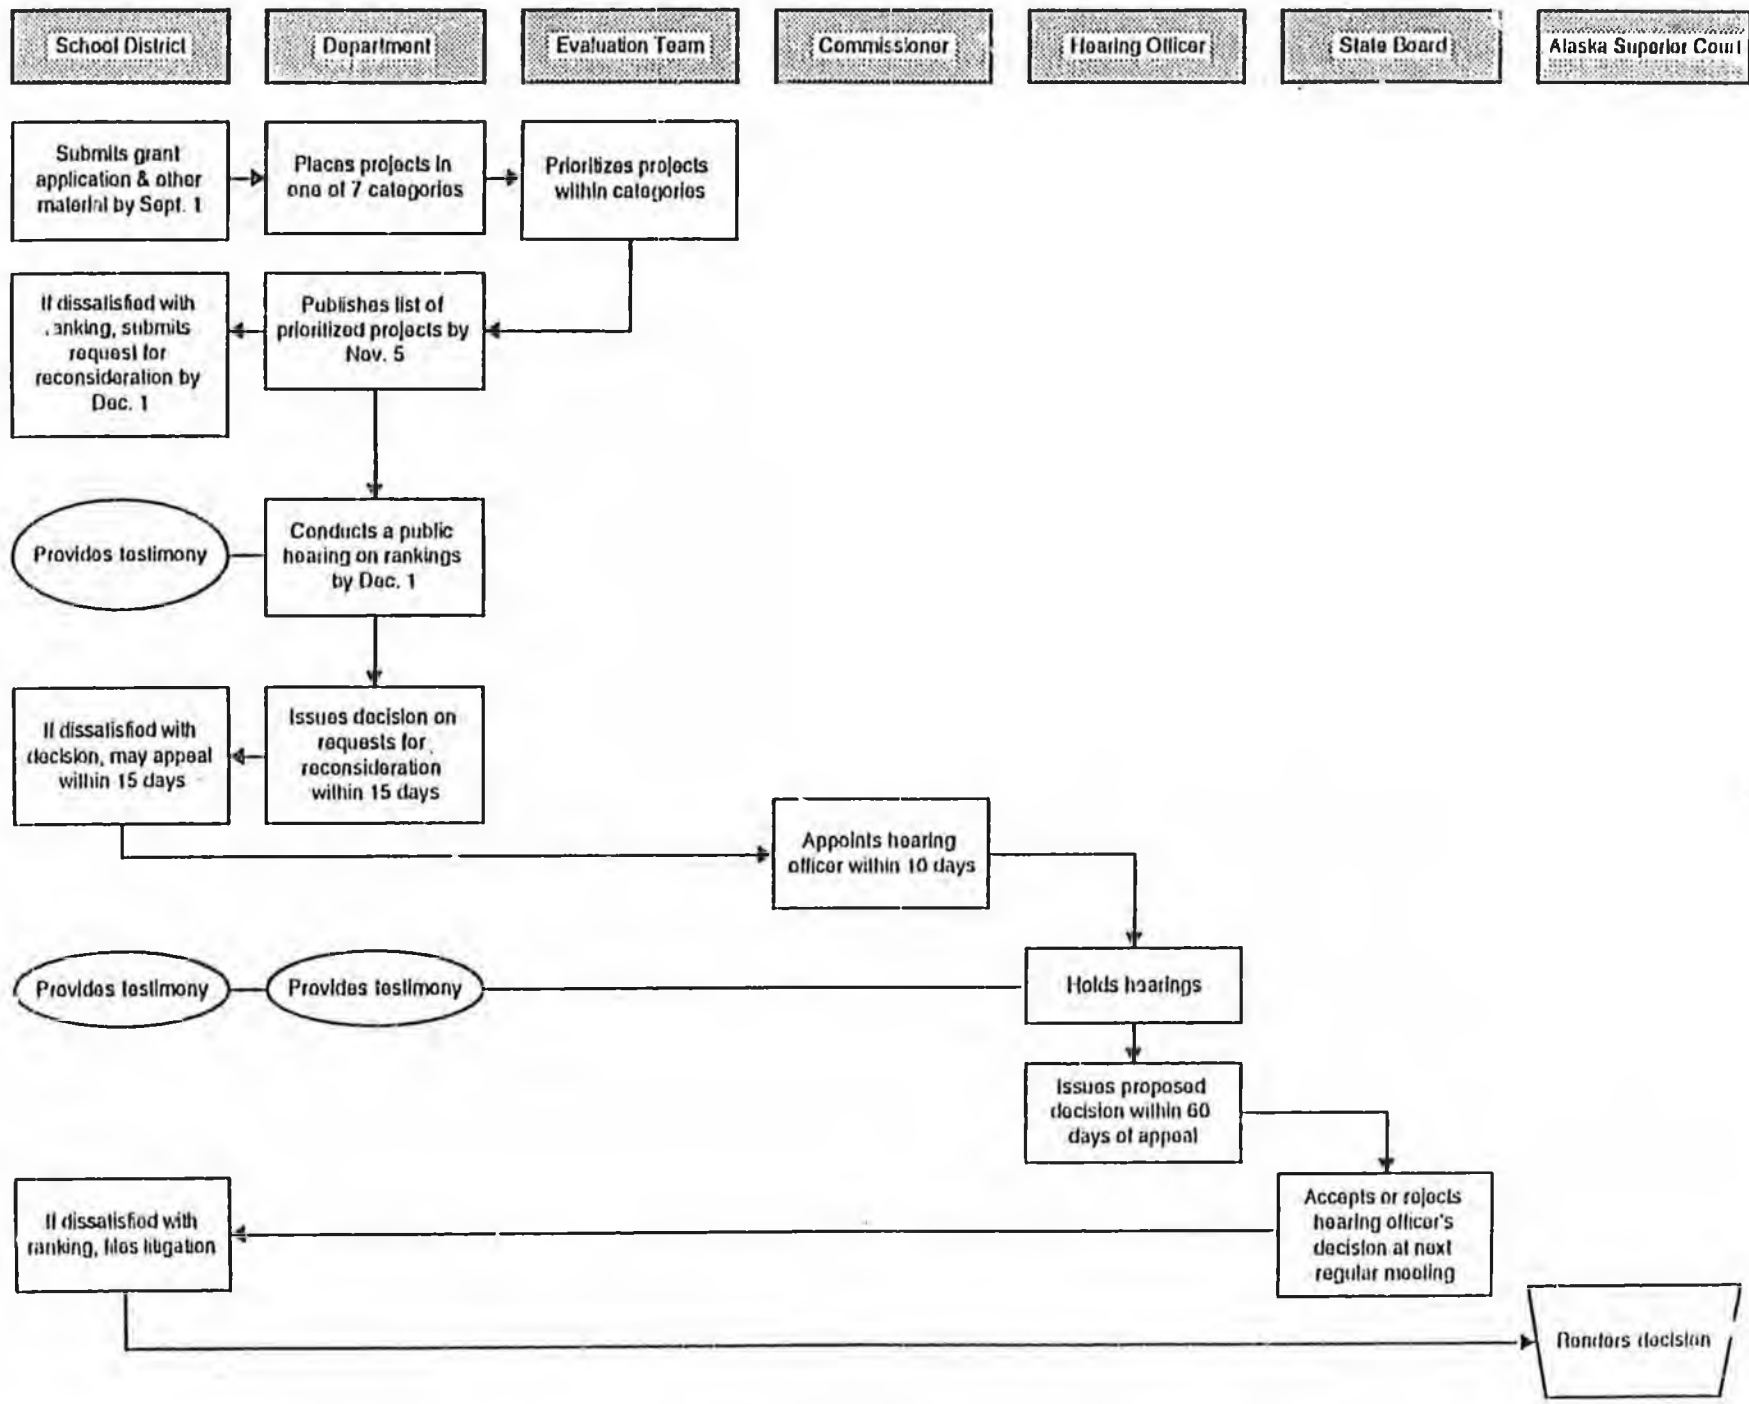 School District
Department
Evaluation Team
Commissioner
Hearing Officer
State Board
Alaska Superior Court
Submits grant
application & other
material by Sept. 1
Places projects in
one of 7 categories
Prioritizes projects
within categories
If dissatisfied with
ranking, submits
request for
reconsideration by
Dec. 1
Publishes list of
prioritized projects by
Nov. 5
Provides testimony
Conducts a public
hearing on rankings
by Dec. 1
If dissatisfied with
decision, may appeal
within 15 days
Issues decision on
requests for
reconsideration
within 15 days
Appoints hearing
officer within 10 days
Provides testimony
Provides testimony
Holds hearings
Issues proposed
decision within 60
days of appeal
If dissatisfied with
ranking, files litigation
Accepts or rejects
hearing officer's
decision at next
regular meeting
Renders decision